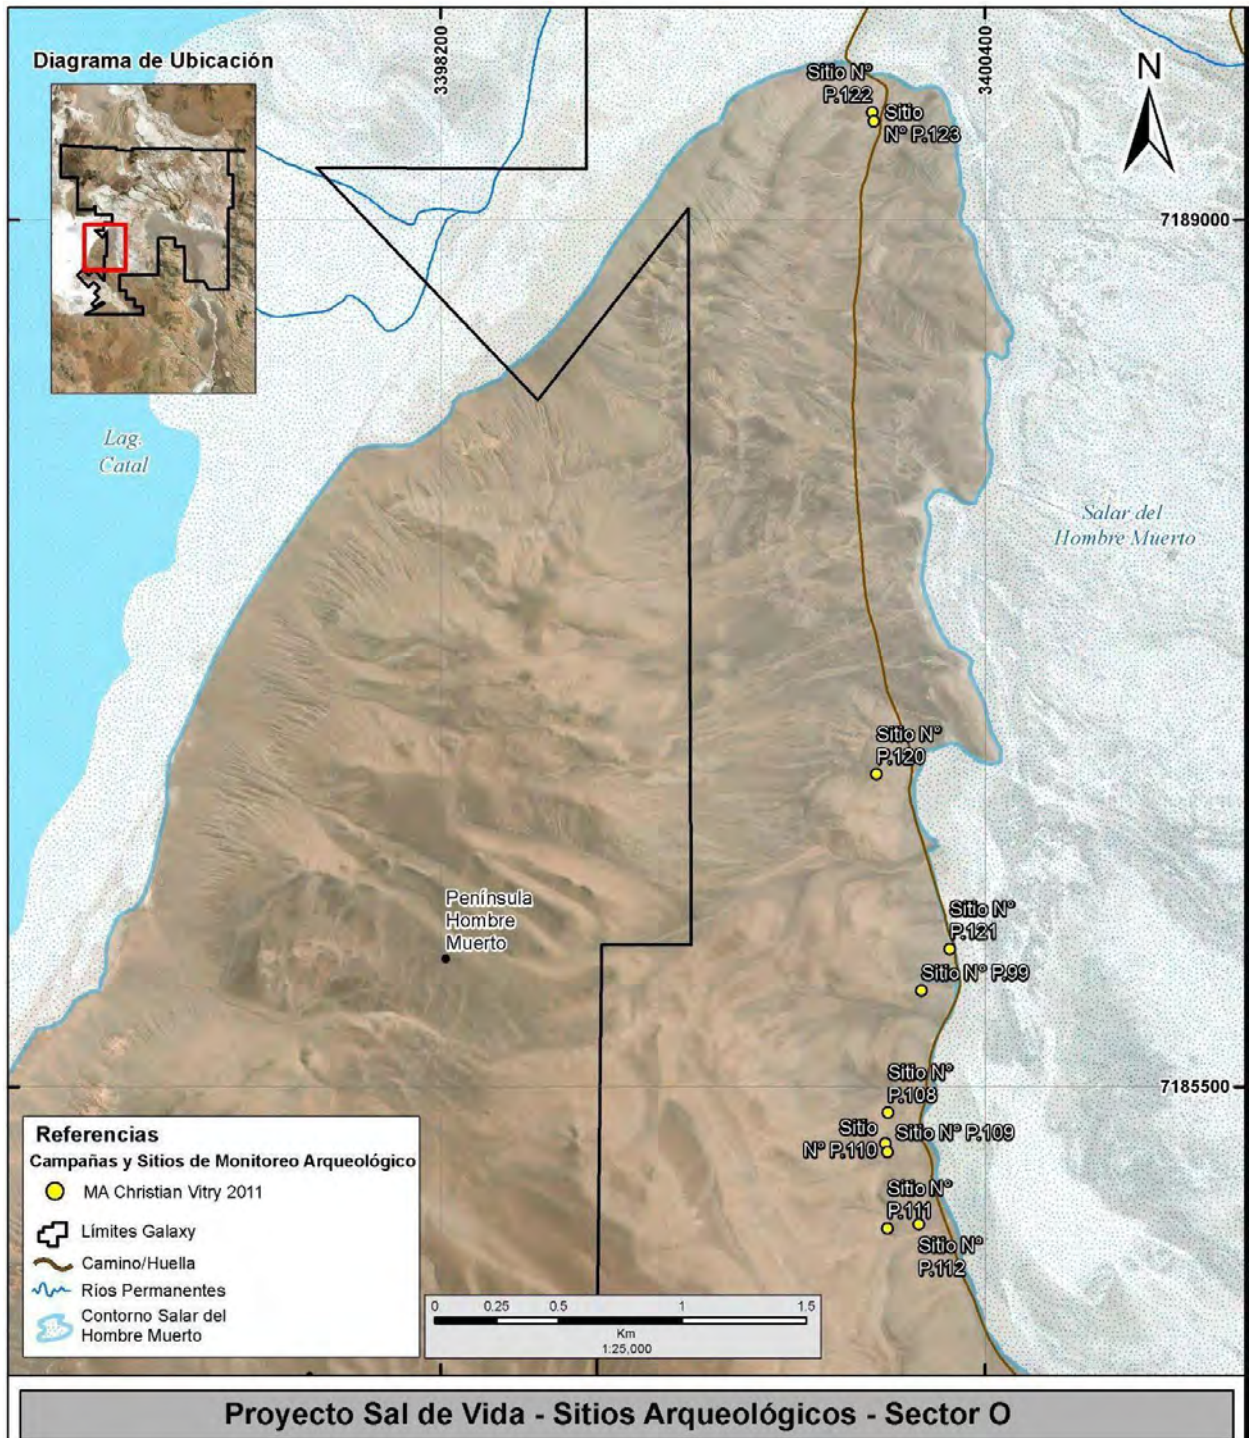 Diagrama de Ubicación
3398200
3400400
N
Sitio N°
P.122
Sitio
N° P.123
7189000
Lag.
Catal
Salar del
Hombre Muerto
Sitio N°
P.120
Península
Hombre
Muerto
Sitio N°
P.121
Sitio N° P.99
Sitio N°
P.108
7185500
Sitio
N° P.110
Sitio N° P.109
Sitio N°
P.111
Sitio N°
P.112
Referencias
Campañas y Sitios de Monitoreo Arqueológico
MA Christian Vitry 2011
Límites Galaxy
Camino/Huella
Ríos Permanentes
Contorno Salar del
Hombre Muerto
0 0.25 0.5 1 1.5
Km
1:25,000
Proyecto Sal de Vida - Sitios Arqueológicos - Sector O